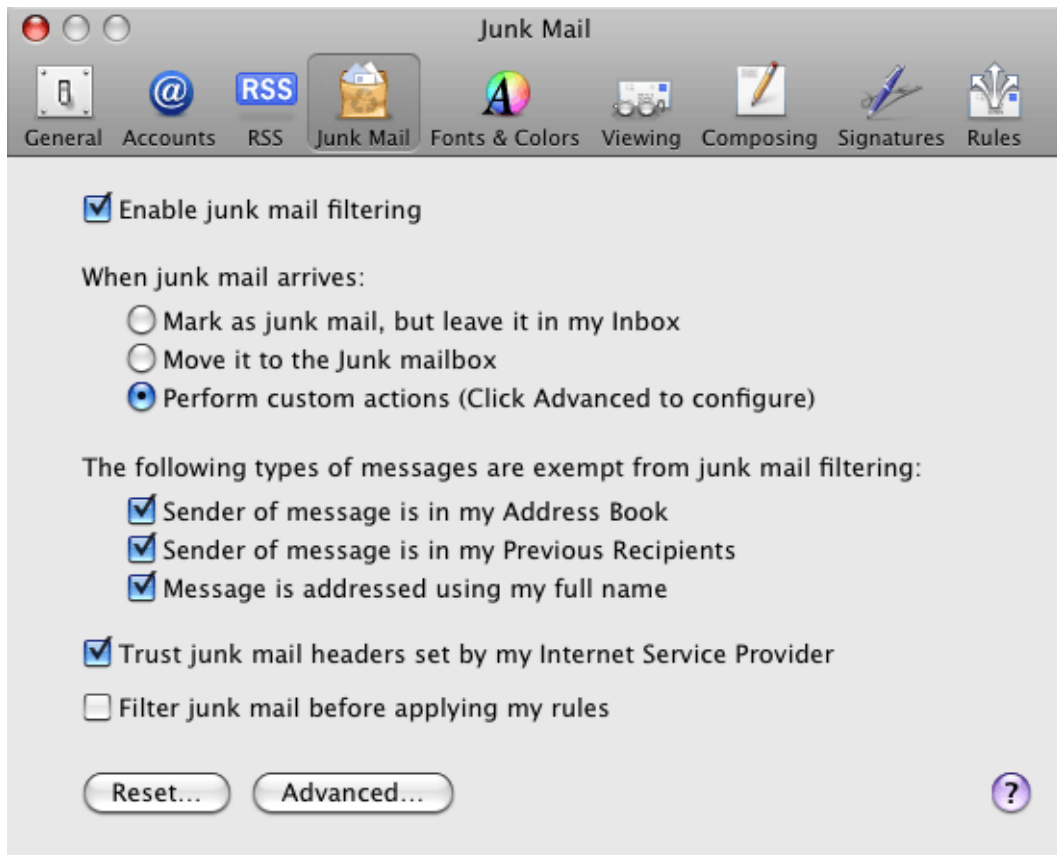 Junk Mail
@
RSS
A
General Accounts RSS Junk Mail Fonts & Colors Viewing Composing Signatures Rules
Enable junk mail filtering
When junk mail arrives:
Mark as junk mail, but leave it in my Inbox
Move it to the Junk mailbox
Perform custom actions (Click Advanced to configure)
The following types of messages are exempt from junk mail filtering:
Sender of message is in my Address Book
Sender of message is in my Previous Recipients
Message is addressed using my full name
Trust junk mail headers set by my Internet Service Provider
Filter junk mail before applying my rules
Reset... Advanced... ?